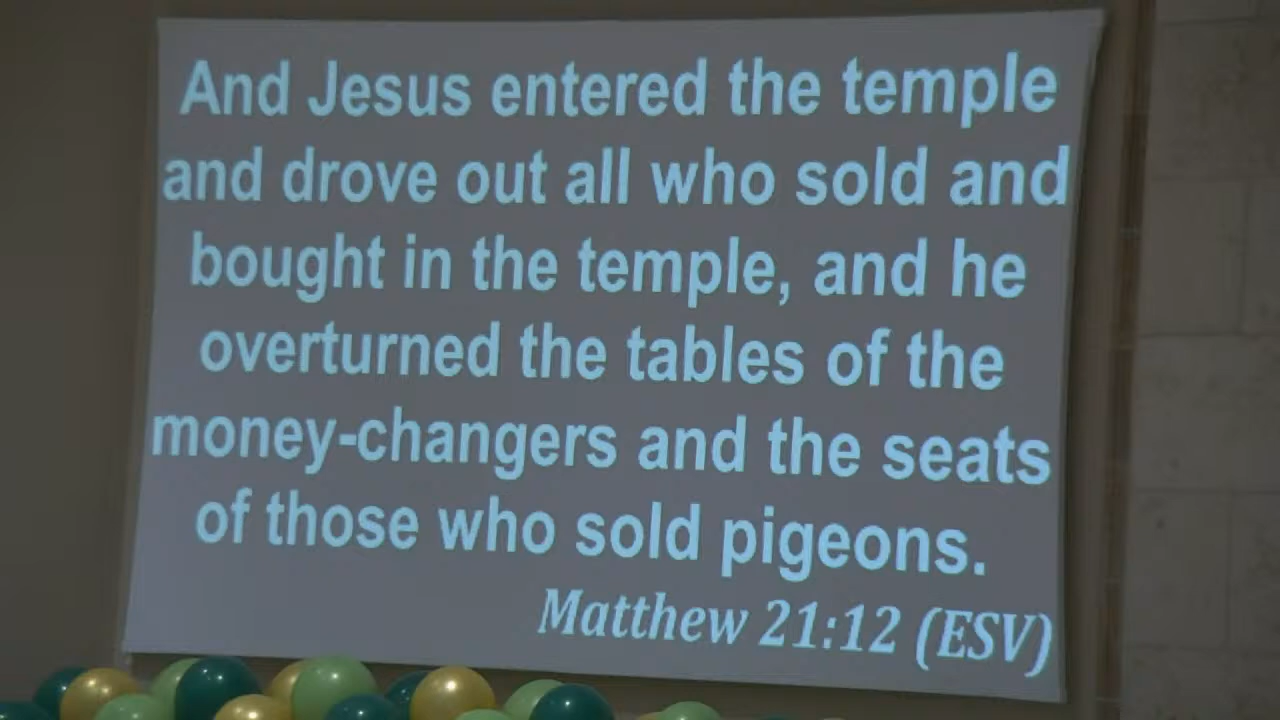 And Jesus entered the temple
and drove out all who sold and
bought in the temple, and he
overturned the tables of the
money-changers and the seats
of those who sold pigeons.
Matthew 21:12 (ESV)